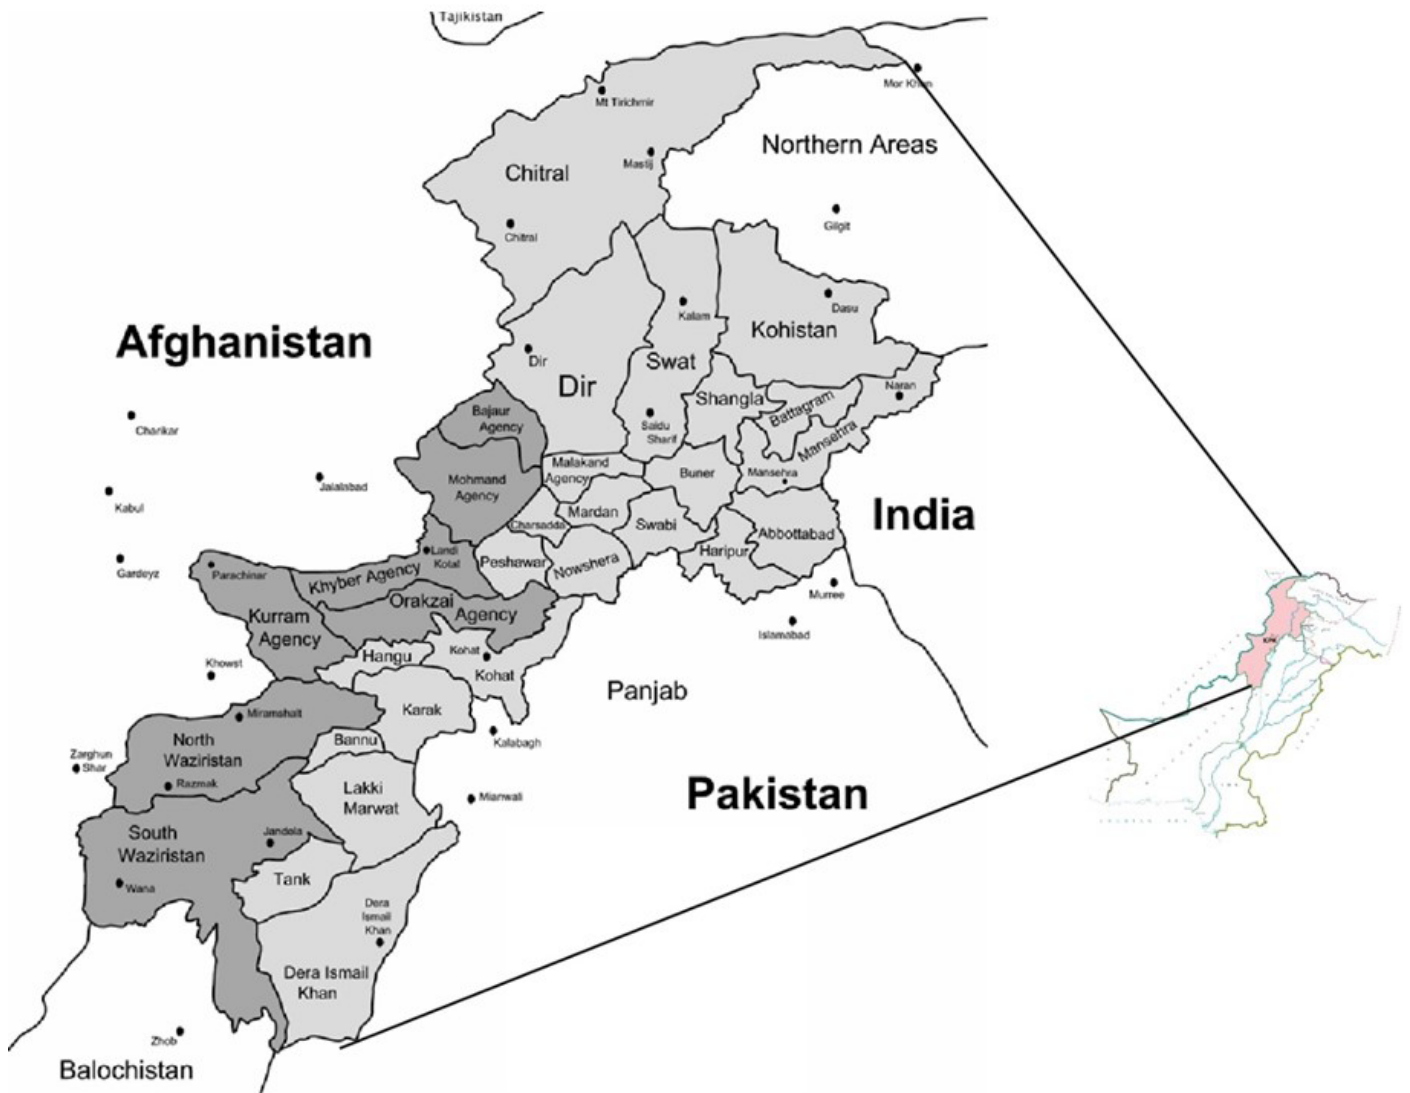 Tajikistan
Mor Khan
Mt Tirichmir
Northern Areas
Mastij
Chitral
Gilgit
Chitral
Dasu
Kalam
Kohistan
Afghanistan
Dir
Swat
Dir
Naran
Shangla
Battagram
Bajaur
Agency
Charikar
Saidu
Sharif
Mansehra
Malakand
Agency
Buner
Mansehra
Mohmand
Agency
Jalalabad
Kabul
Mardan
India
Charsadda
Swabi
Abbottabad
Landi
Kotal
Haripur
Peshawar
Nowshera
Gardeyz
Parachinar
Khyber Agency
Murree
Orakzai
Agency
Kurram
Agency
Islamabad
Kohat
Hangu
Khowst
Kohat
Panjab
Karak
Miramshalt
North
Waziristan
Bannu
Kalabagh
Zarghun
Shar
Razmak
Lakki
Marwat
Mianwali
Pakistan
South
Waziristan
Jandola
Tank
Wana
Dera
Ismail
Khan
Dera Ismail
Khan
Zhob
Balochistan
KPK